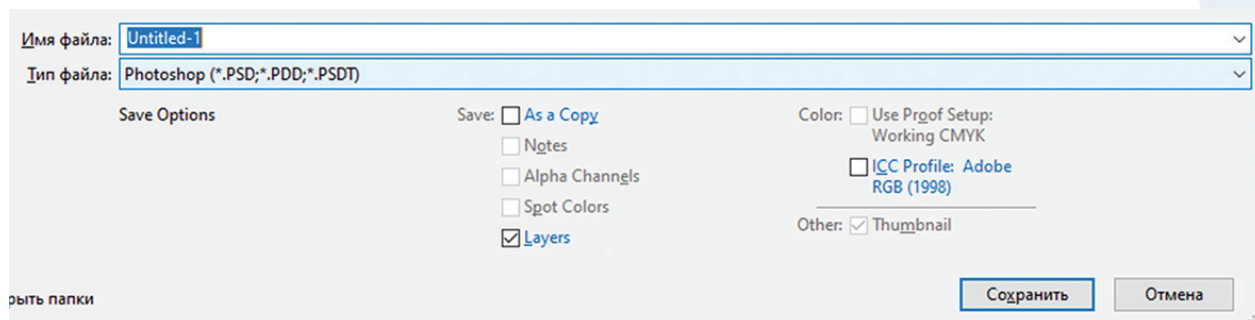 Имя файла: Untitled-1
Тип файла: Photoshop (*.PSD;*.PDD;*.PSDT)
Save Options
Save: As a Copy
Notes
Alpha Channels
Spot Colors
Layers
Color: Use Proof Setup:
Working CMYK
ICC Profile: Adobe
RGB (1998)
Other: Thumbnail
рыть папки
Сохранить
Отмена